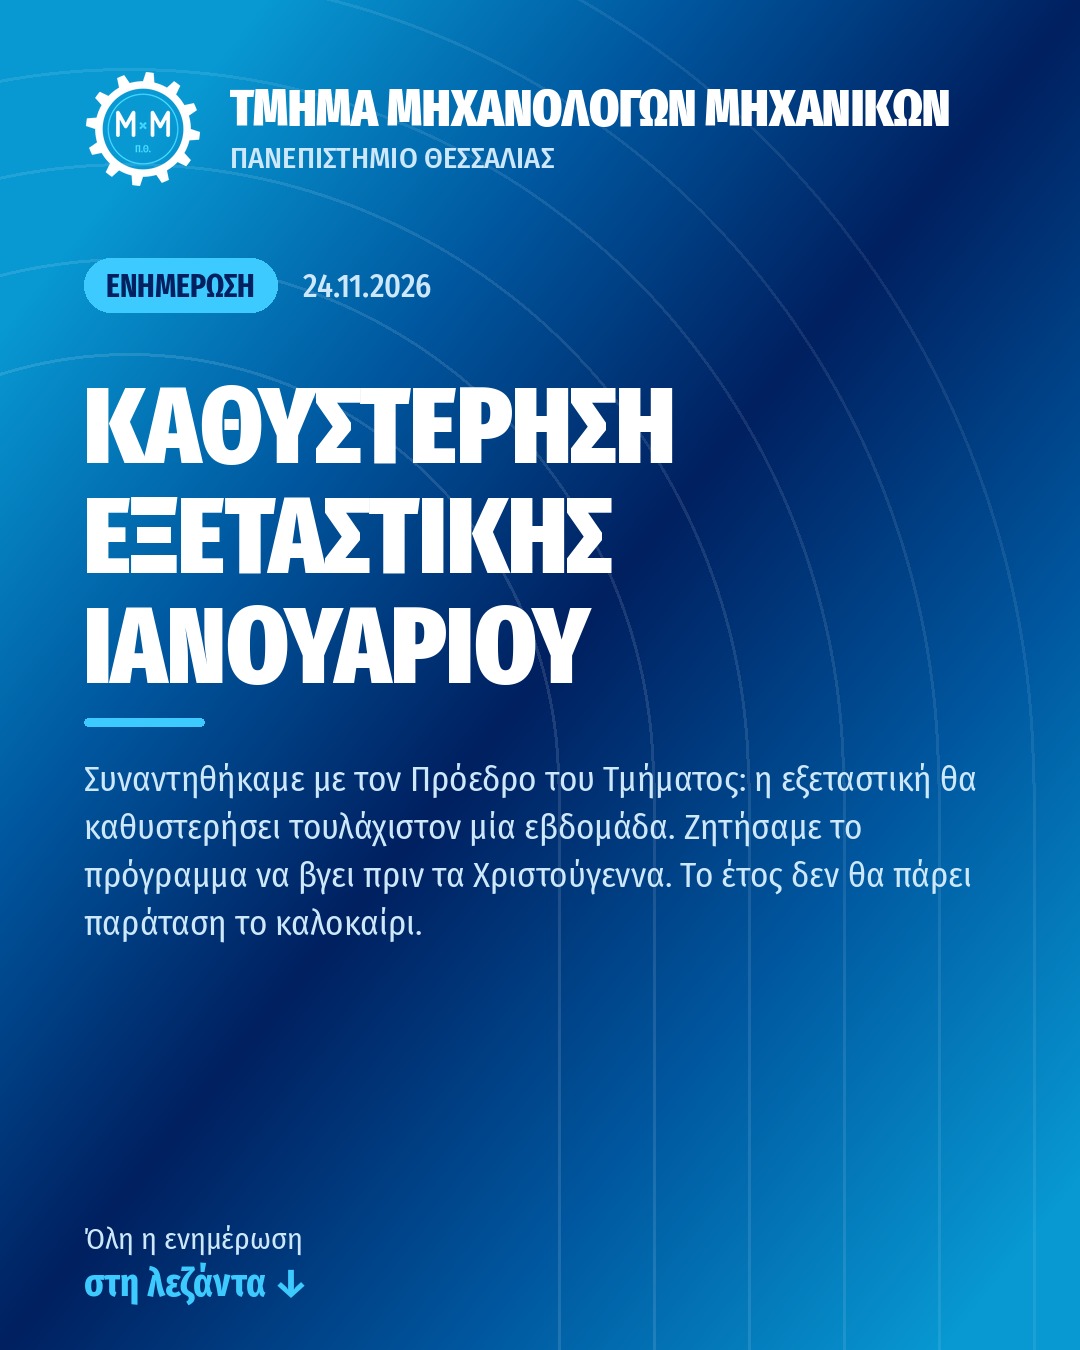 M×M
Π.Θ.
ΤΜΗΜΑ ΜΗΧΑΝΟΛΟΓΩΝ ΜΗΧΑΝΙΚΩΝ
ΠΑΝΕΠΙΣΤΗΜΙΟ ΘΕΣΣΑΛΙΑΣ
ΕΝΗΜΕΡΩΣΗ 24.11.2026
ΚΑΘΥΣΤΕΡΗΣΗ
ΕΞΕΤΑΣΤΙΚΗΣ
ΙΑΝΟΥΑΡΙΟΥ
Συναντηθήκαμε με τον Πρόεδρο του Τμήματος: η εξεταστική θα
καθυστερήσει τουλάχιστον μία εβδομάδα. Ζητήσαμε το
πρόγραμμα να βγει πριν τα Χριστούγεννα. Το έτος δεν θα πάρει
παράταση το καλοκαίρι.
Όλη η ενημέρωση
στη λεζάντα ↓